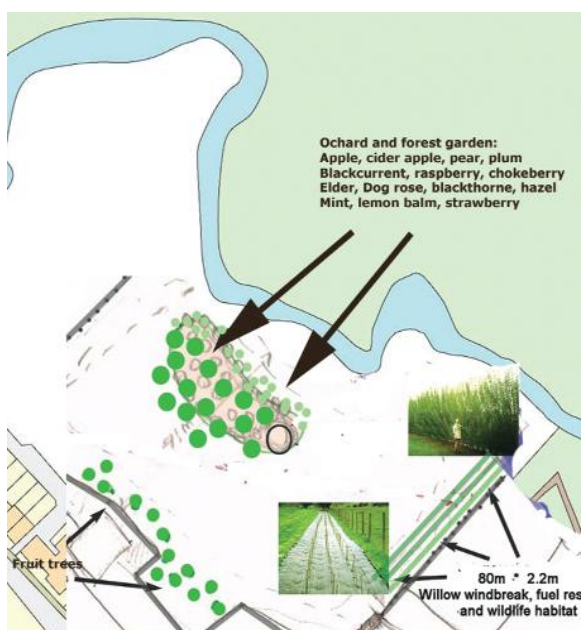 Ochard and forest garden:
Apple, cider apple, pear, plum
Blackcurrent, raspberry, chokeberry
Elder, Dog rose, blackthorne, hazel
Mint, lemon balm, strawberry
Fruit trees
80m * 2.2m
Willow windbreak, fuel res
and wildlife habitat